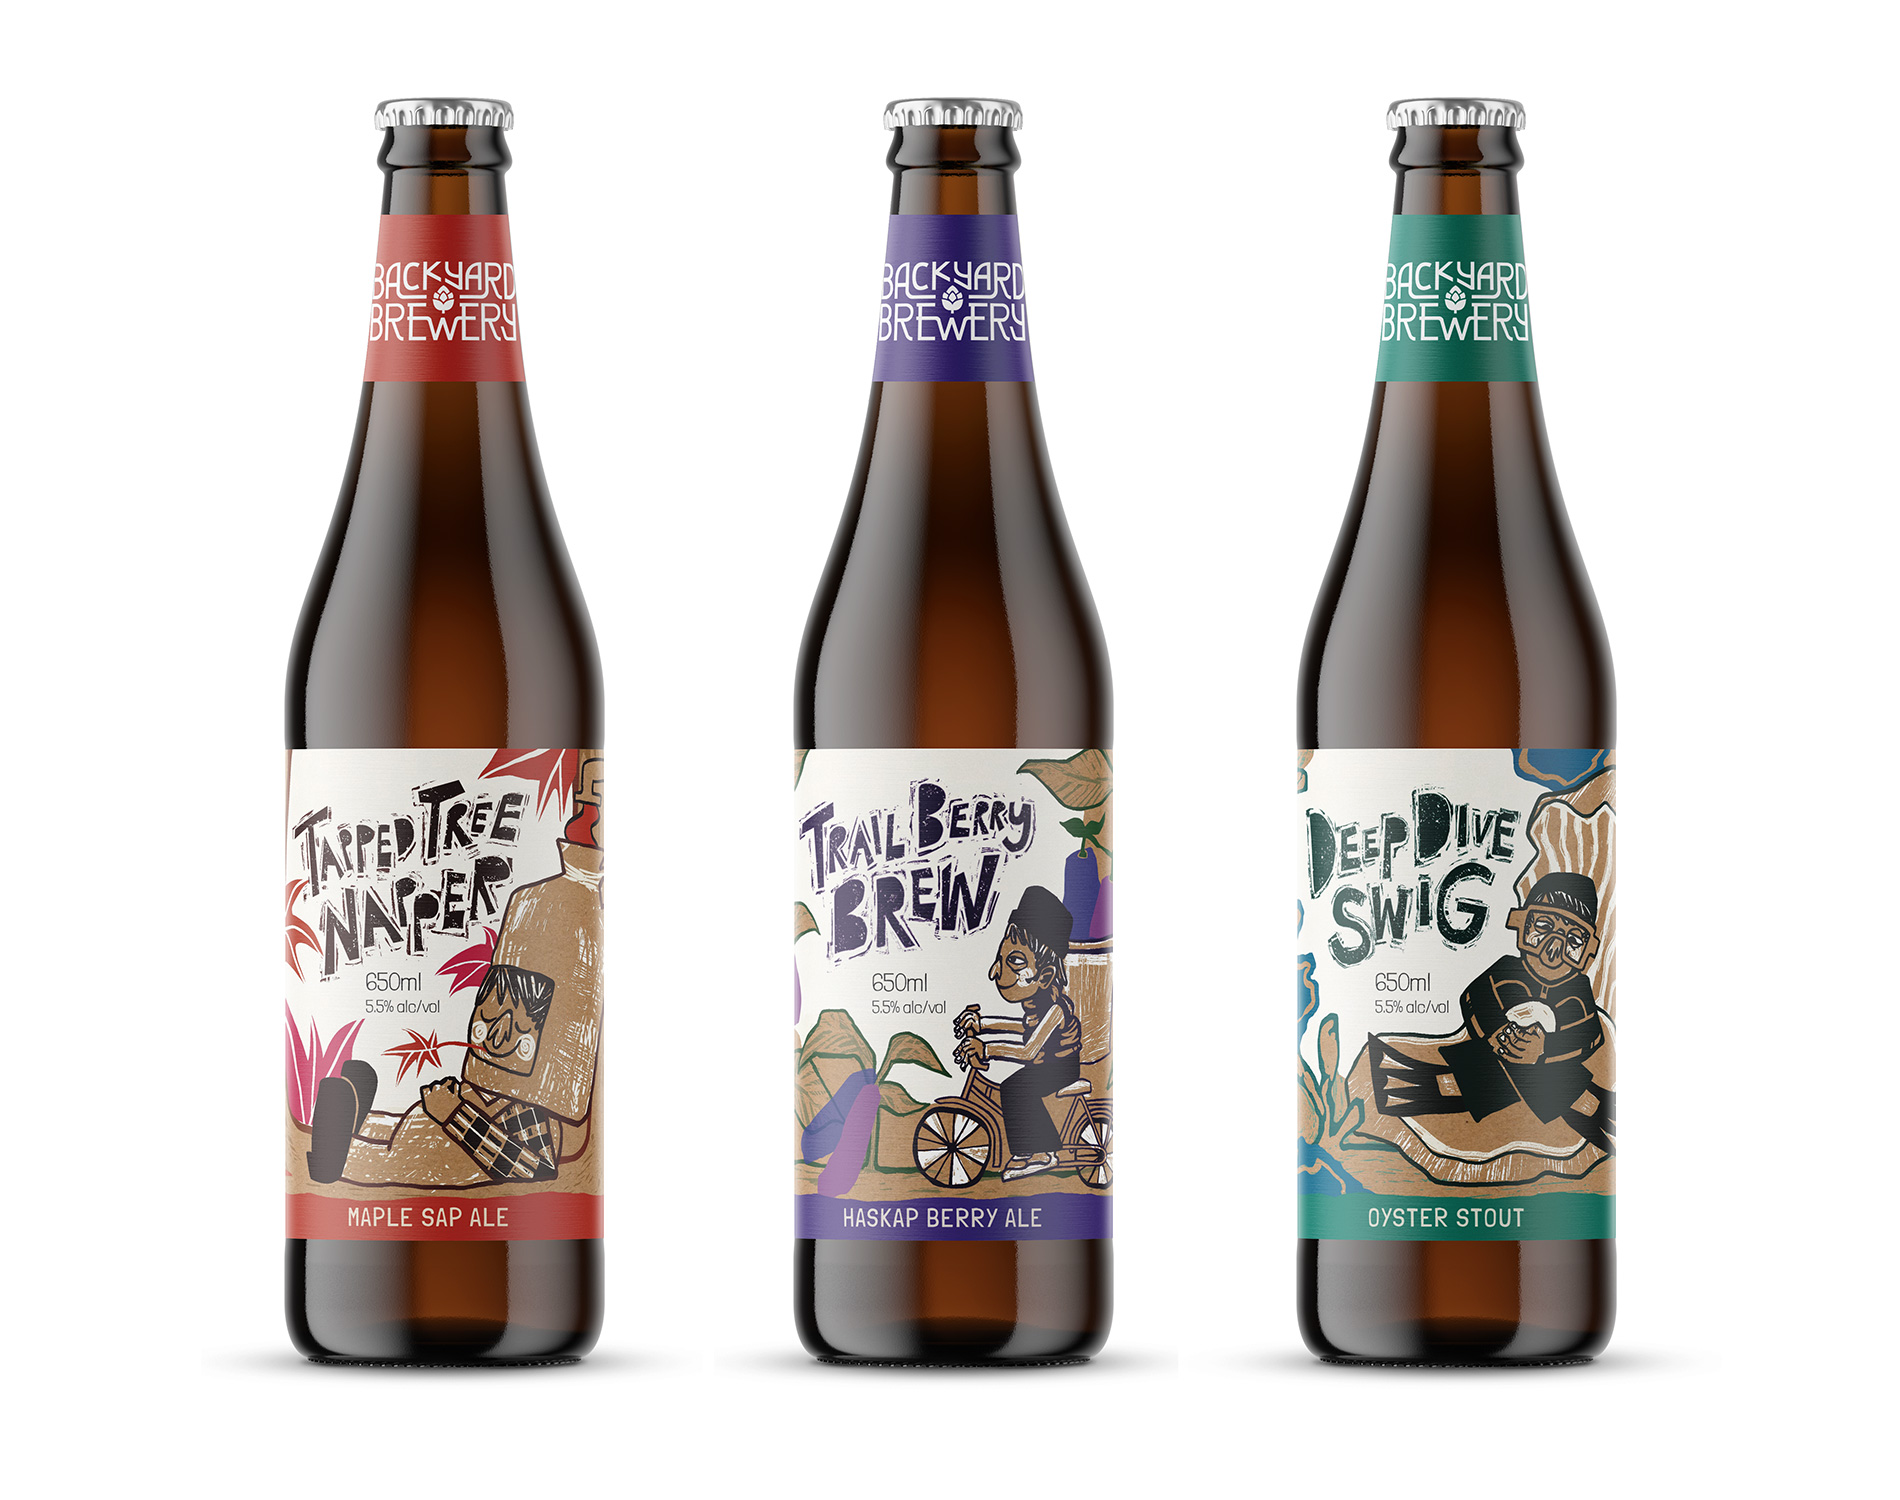 BACKYARD
BREWERY
TAPPED TREE
NAPPER
650ml
5.5% alc/vol
MAPLE SAP ALE
BACKYARD
BREWERY
TRAIL BERRY
BREW
650ml
5.5% alc/vol
HASKAP BERRY ALE
BACKYARD
BREWERY
DEEP DIVE
SWIG
650ml
5.5% alc/vol
OYSTER STOUT